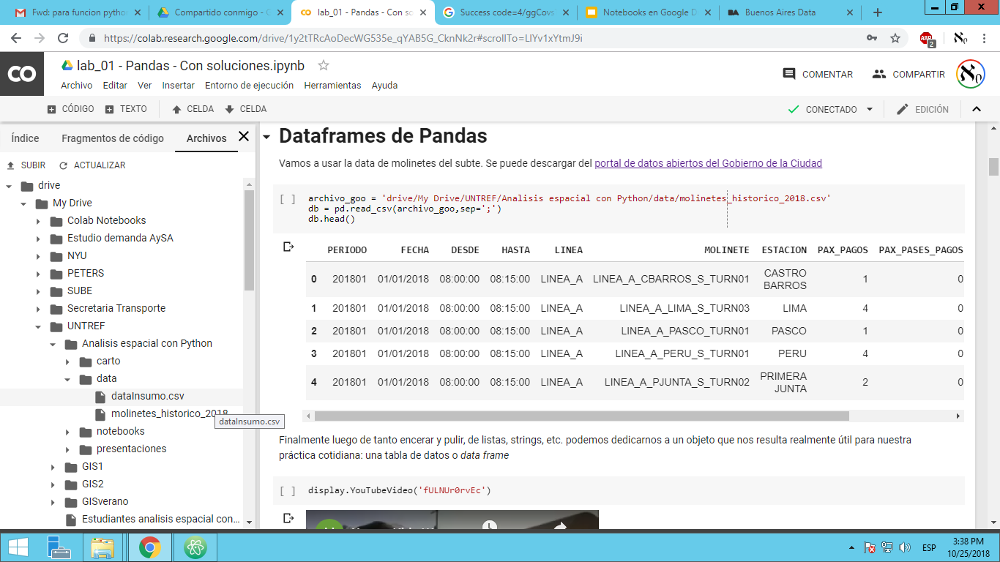 Fwd: para funcion python
Compartido conmigo - G
lab_01 - Pandas - Con so
Success code=4/ggCovs
Notebooks en Google D
Buenos Aires Data
https://colab.research.google.com/drive/1y2tTRcAoDecWG535e_qYAB5G_CknNk2r#scrollTo=LIYv1xYtmJ9i
ABP
2
ℵ0
CO
lab_01 - Pandas - Con soluciones.ipynb
COMENTAR
COMPARTIR
ℵ0
Archivo Editar Ver Insertar Entorno de ejecución Herramientas Ayuda
CÓDIGO TEXTO CELDA CELDA
CONECTADO
EDICIÓN
Índice Fragmentos de código Archivos
SUBIR ACTUALIZAR
drive
My Drive
Colab Notebooks
Estudio demanda AySA
NYU
PETERS
SUBE
Secretaria Transporte
UNTREF
Analisis espacial con Python
carto
data
dataInsumo.csv
molinetes_historico_2018
dataInsumo.csv
notebooks
presentaciones
GIS1
GIS2
GISverano
Estudiantes analisis espacial con...
Dataframes de Pandas
Vamos a usar la data de molinetes del subte. Se puede descargar del portal de datos abiertos del Gobierno de la Ciudad
[ ] archivo_goo = 'drive/My Drive/UNTREF/Analisis espacial con Python/data/molinetes_historico_2018.csv'
db = pd.read_csv(archivo_goo,sep=';')
db.head()
PERIODO FECHA DESDE HASTA LINEA MOLINETE ESTACION PAX_PAGOS PAX_PASES_PAGOS
0 201801 01/01/2018 08:00:00 08:15:00 LINEA_A LINEA_A_CBARROS_S_TURN01 CASTRO BARROS 1 0
1 201801 01/01/2018 08:00:00 08:15:00 LINEA_A LINEA_A_LIMA_S_TURN03 LIMA 4 0
2 201801 01/01/2018 08:00:00 08:15:00 LINEA_A LINEA_A_PASCO_TURN01 PASCO 1 0
3 201801 01/01/2018 08:00:00 08:15:00 LINEA_A LINEA_A_PERU_S_TURN01 PERU 4 0
4 201801 01/01/2018 08:00:00 08:15:00 LINEA_A LINEA_A_PJUNTA_S_TURN02 PRIMERA JUNTA 2 0
Finalmente luego de tanto encerar y pulir, de listas, strings, etc. podemos dedicarnos a un objeto que nos resulta realmente útil para nuestra
práctica cotidiana: una tabla de datos o data frame
[ ] display.YouTubeVideo('fULNUr0rvEc')
ESP
3:38 PM
10/25/2018